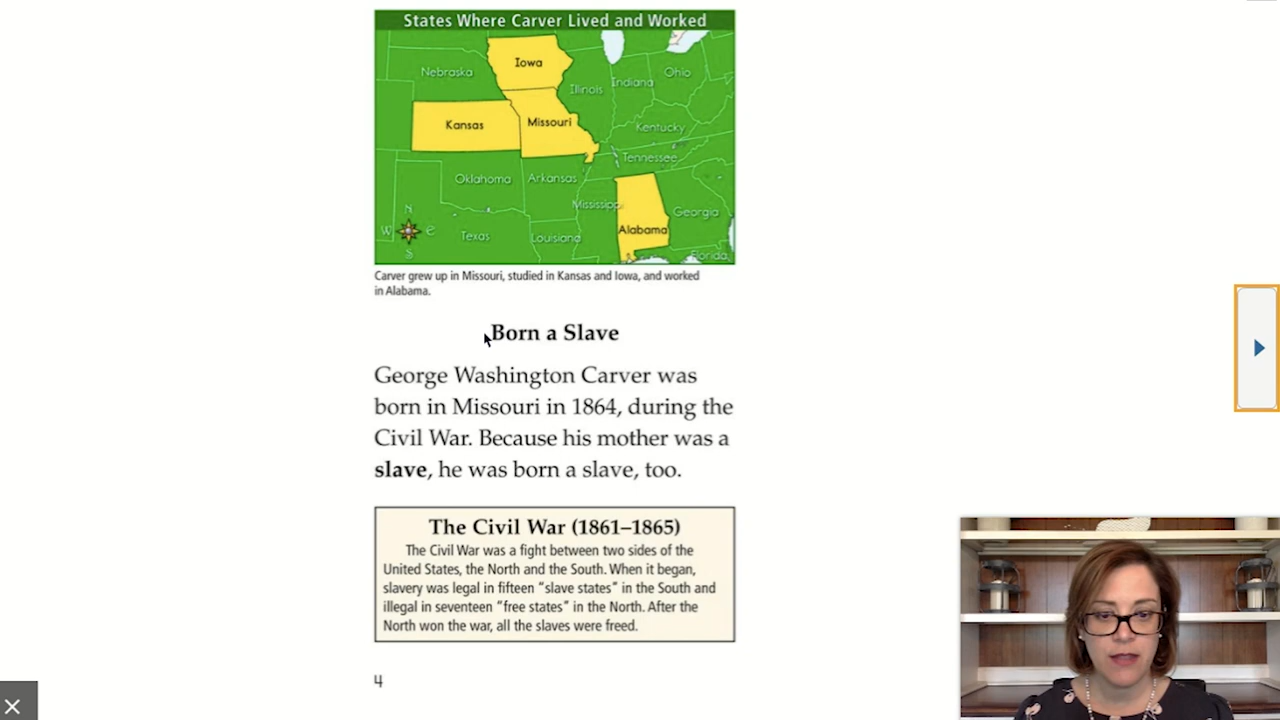 States Where Carver Lived and Worked
Iowa
Nebraska
Illinois
Indiana
Ohio
Kansas
Missouri
Kentucky
Tennessee
Oklahoma
Arkansas
Mississippi
Georgia
N
W
E
S
Texas
Louisiana
Alabama
Florida
Carver grew up in Missouri, studied in Kansas and Iowa, and worked
in Alabama.
Born a Slave
George Washington Carver was
born in Missouri in 1864, during the
Civil War. Because his mother was a
slave, he was born a slave, too.
The Civil War (1861–1865)
The Civil War was a fight between two sides of the
United States, the North and the South. When it began,
slavery was legal in fifteen “slave states” in the South and
illegal in seventeen “free states” in the North. After the
North won the war, all the slaves were freed.
4